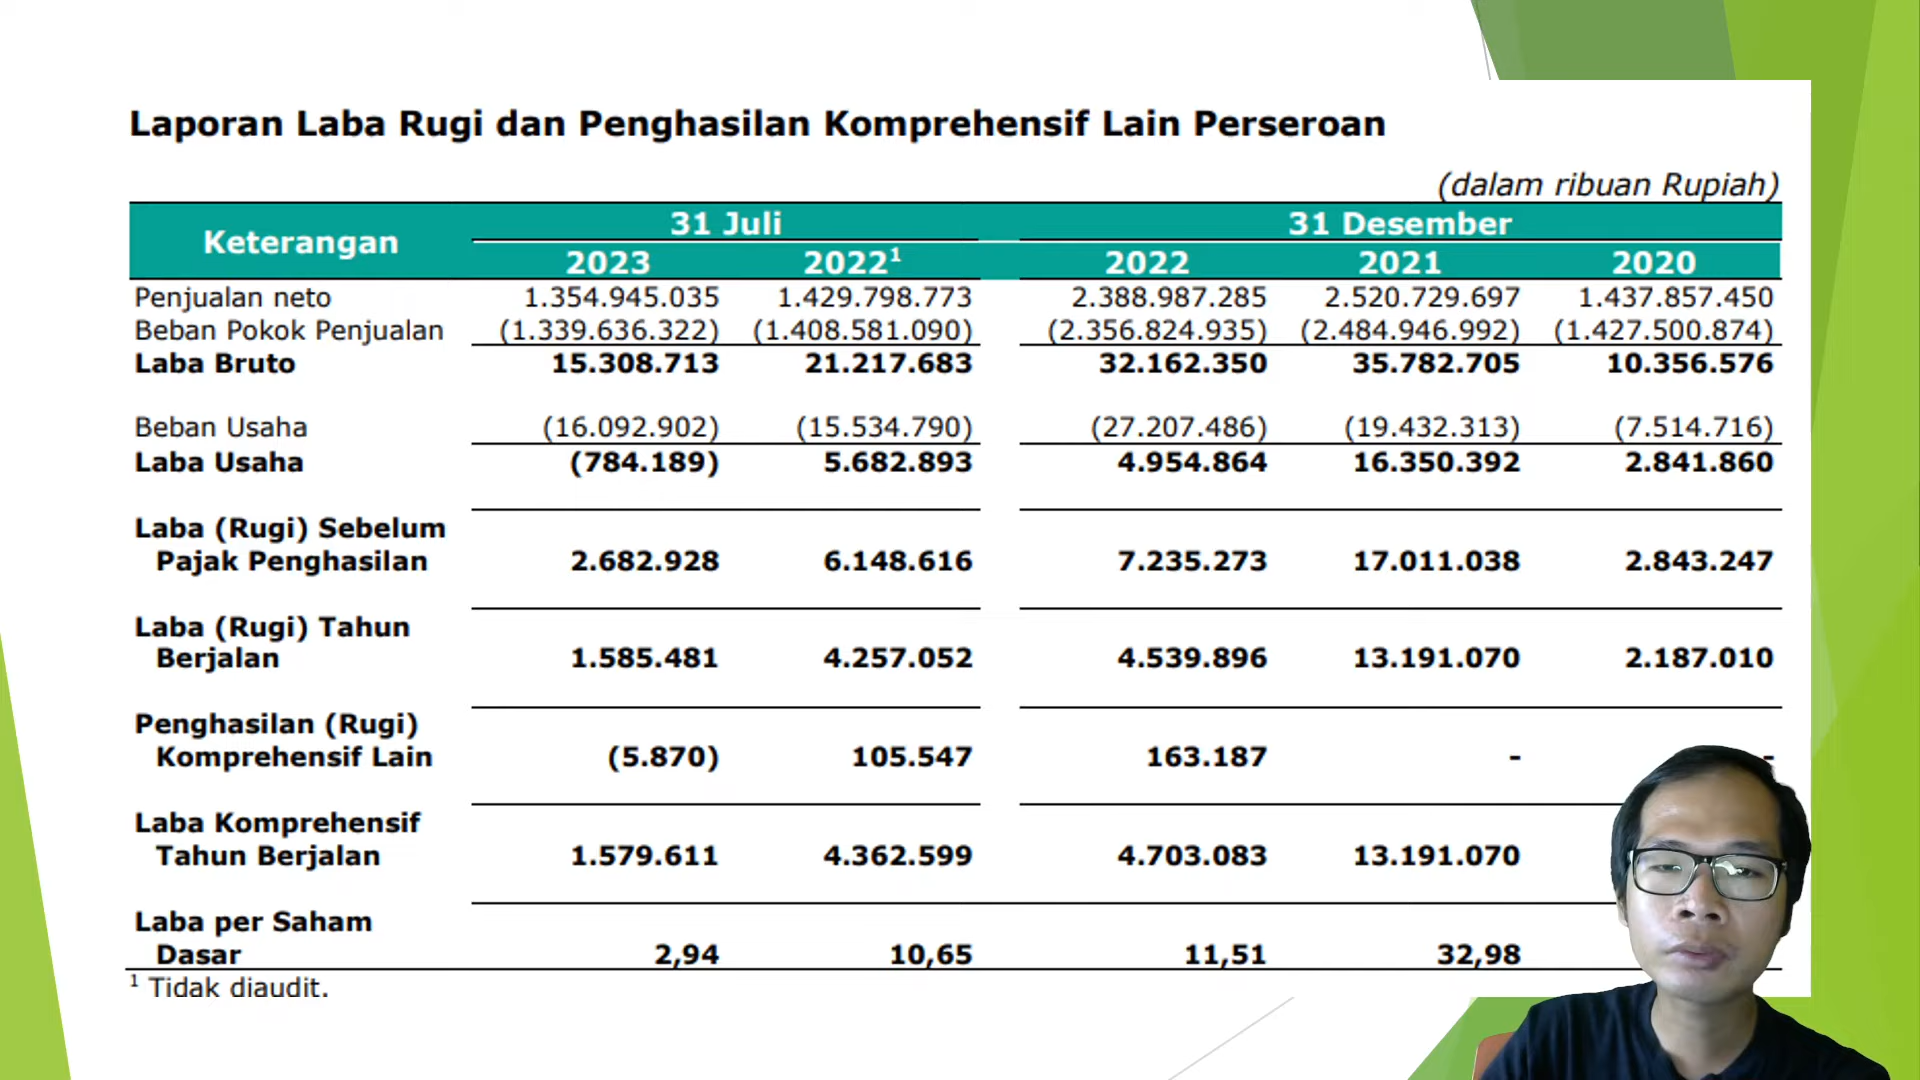 Laporan Laba Rugi dan Penghasilan Komprehensif Lain Perseroan
(dalam ribuan Rupiah)
Keterangan 31 Juli 31 Desember
2023 2022¹ 2022 2021 2020
Penjualan neto 1.354.945.035 1.429.798.773 2.388.987.285 2.520.729.697 1.437.857.450
Beban Pokok Penjualan (1.339.636.322) (1.408.581.090) (2.356.824.935) (2.484.946.992) (1.427.500.874)
Laba Bruto 15.308.713 21.217.683 32.162.350 35.782.705 10.356.576
Beban Usaha (16.092.902) (15.534.790) (27.207.486) (19.432.313) (7.514.716)
Laba Usaha (784.189) 5.682.893 4.954.864 16.350.392 2.841.860
Laba (Rugi) Sebelum
Pajak Penghasilan 2.682.928 6.148.616 7.235.273 17.011.038 2.843.247
Laba (Rugi) Tahun
Berjalan 1.585.481 4.257.052 4.539.896 13.191.070 2.187.010
Penghasilan (Rugi)
Komprehensif Lain (5.870) 105.547 163.187 - -
Laba Komprehensif
Tahun Berjalan 1.579.611 4.362.599 4.703.083 13.191.070
Laba per Saham
Dasar 2,94 10,65 11,51 32,98
¹ Tidak diaudit.